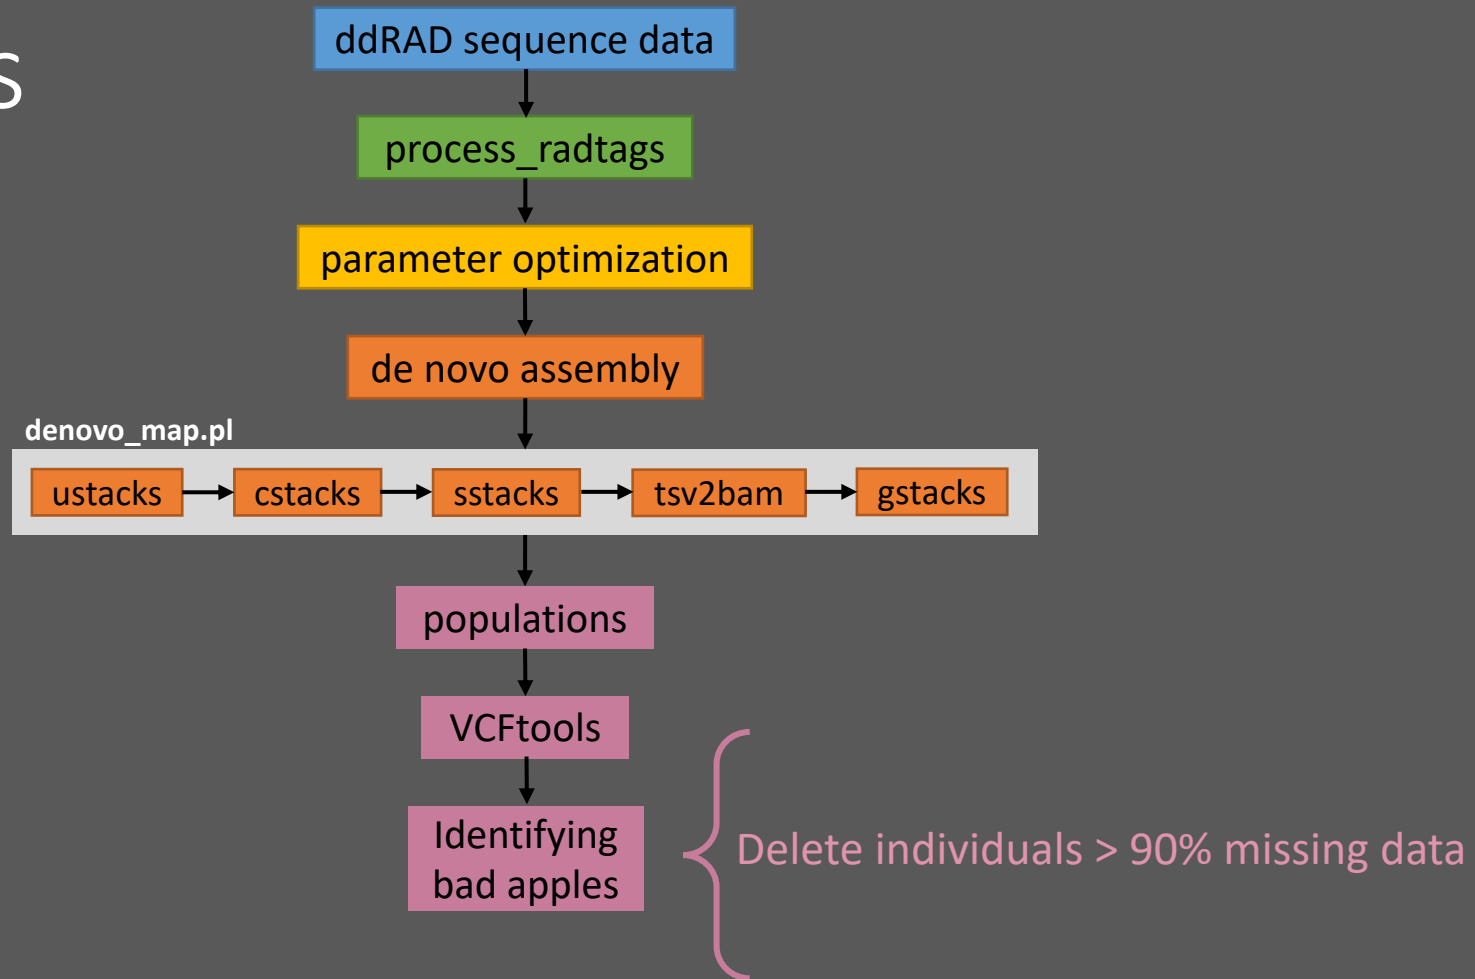 ddRAD sequence data
process_radtags
parameter optimization
de novo assembly
denovo_map.pl
ustacks
cstacks
sstacks
tsv2bam
gstacks
populations
VCFtools
Identifying
bad apples
Delete individuals > 90% missing data